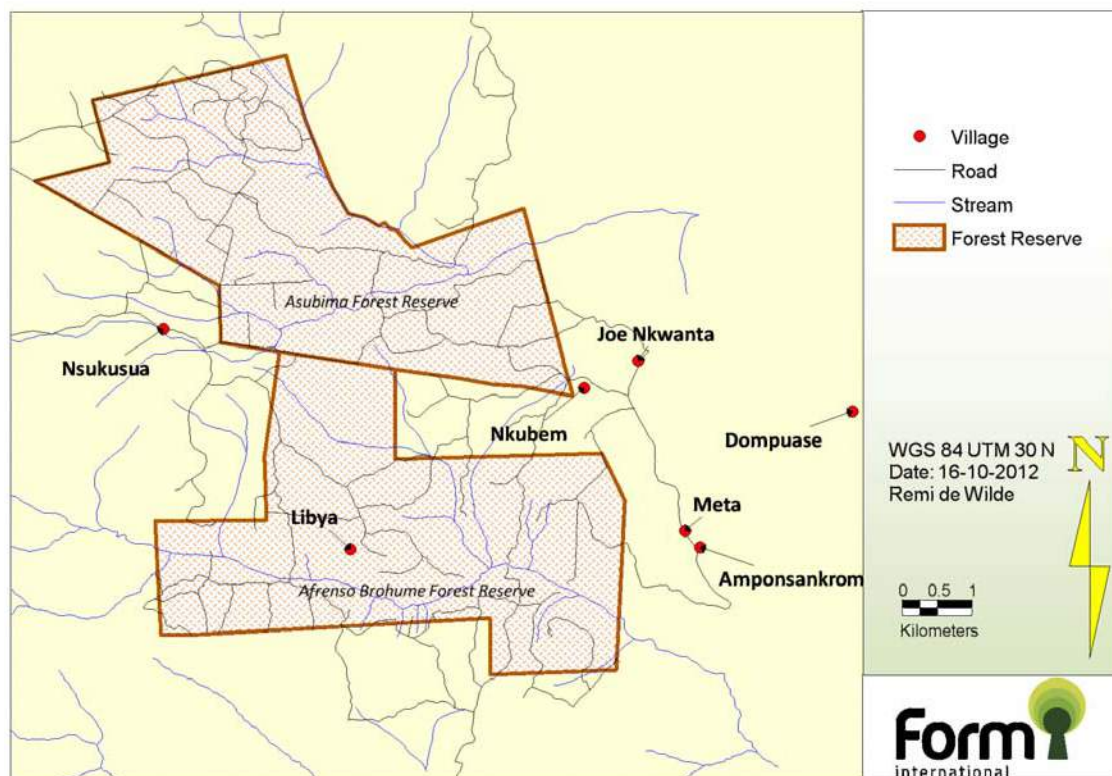 Village
Road
Stream
Forest Reserve
Asubima Forest Reserve
Joe Nkwanta
Nsukusua
Nkubem
Dompuase
WGS 84 UTM 30 N
Date: 16-10-2012
Remi de Wilde
N
Libya
Meta
Amponsankrom
Afrenso Brohume Forest Reserve
0 0.5 1
Kilometers
Form
international